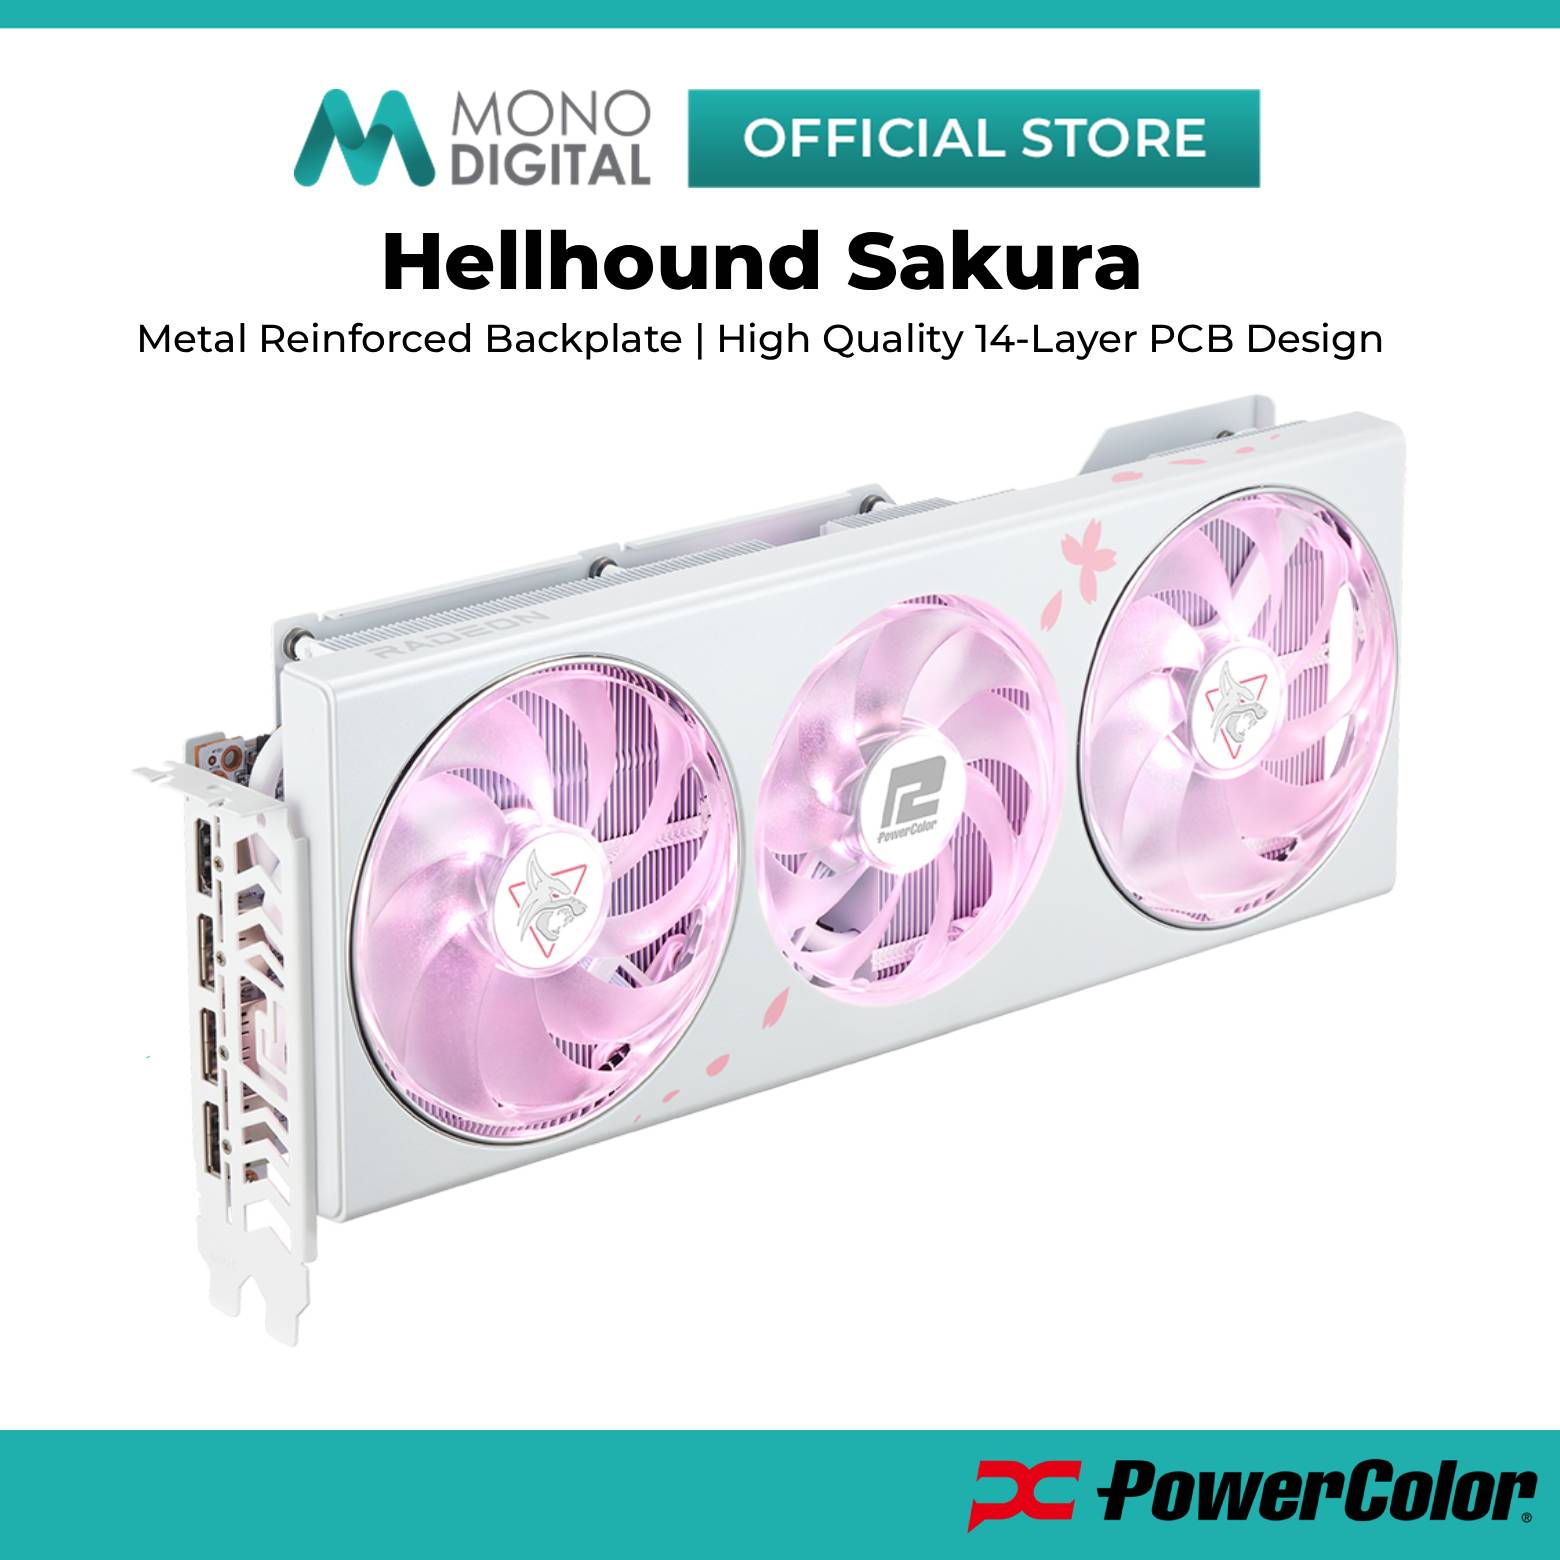 MONO
DIGITAL
OFFICIAL STORE
Hellhound Sakura
Metal Reinforced Backplate | High Quality 14-Layer PCB Design
RADEON
PowerColor
PowerColor®